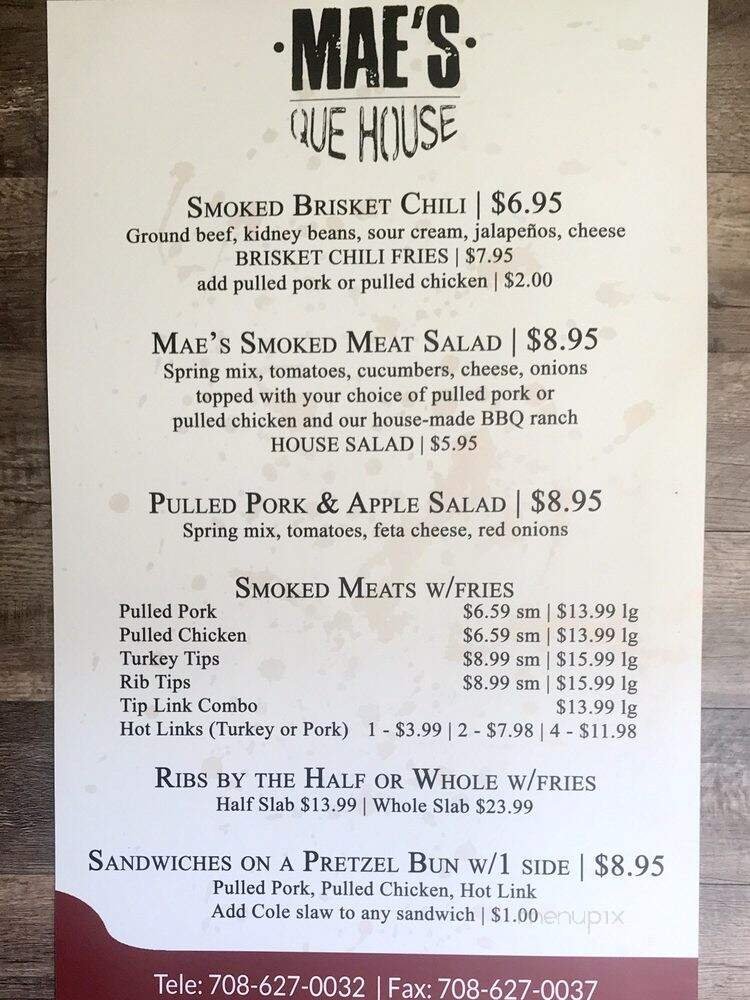 ·MAE'S·
QUE HOUSE
SMOKED BRISKET CHILI | $6.95
Ground beef, kidney beans, sour cream, jalapeños, cheese
BRISKET CHILI FRIES | $7.95
add pulled pork or pulled chicken | $2.00
MAE'S SMOKED MEAT SALAD | $8.95
Spring mix, tomatoes, cucumbers, cheese, onions
topped with your choice of pulled pork or
pulled chicken and our house-made BBQ ranch
HOUSE SALAD | $5.95
PULLED PORK & APPLE SALAD | $8.95
Spring mix, tomatoes, feta cheese, red onions
SMOKED MEATS W/FRIES
Pulled Pork $6.59 sm | $13.99 lg
Pulled Chicken $6.59 sm | $13.99 lg
Turkey Tips $8.99 sm | $15.99 lg
Rib Tips $8.99 sm | $15.99 lg
Tip Link Combo $13.99 lg
Hot Links (Turkey or Pork) 1 - $3.99 | 2 - $7.98 | 4 - $11.98
RIBS BY THE HALF OR WHOLE W/FRIES
Half Slab $13.99 | Whole Slab $23.99
SANDWICHES ON A PRETZEL BUN W/1 SIDE | $8.95
Pulled Pork, Pulled Chicken, Hot Link
Add Cole slaw to any sandwich | $1.00
menupix
Tele: 708-627-0032 | Fax: 708-627-0037